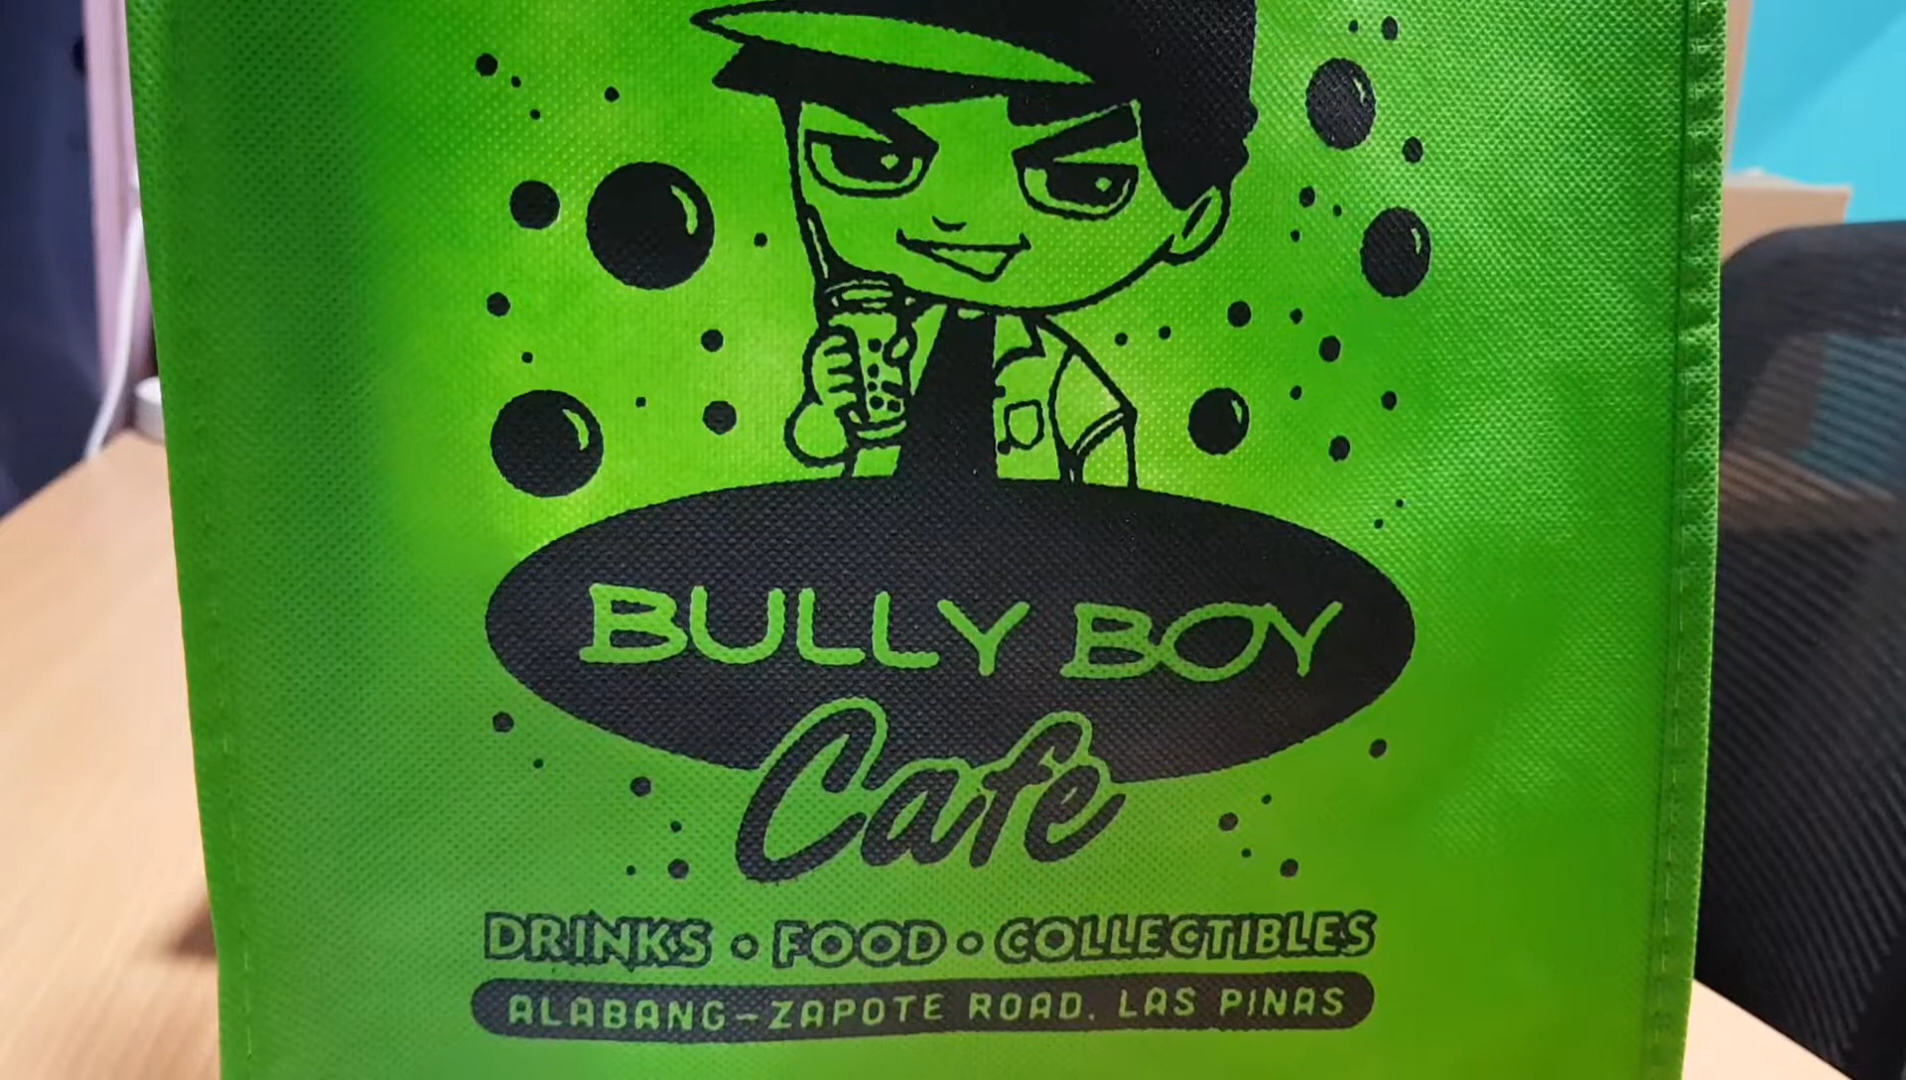 BULLY BOY
Cafe
DRINKS • FOOD • COLLECTIBLES
ALABANG-ZAPOTE ROAD, LAS PINAS